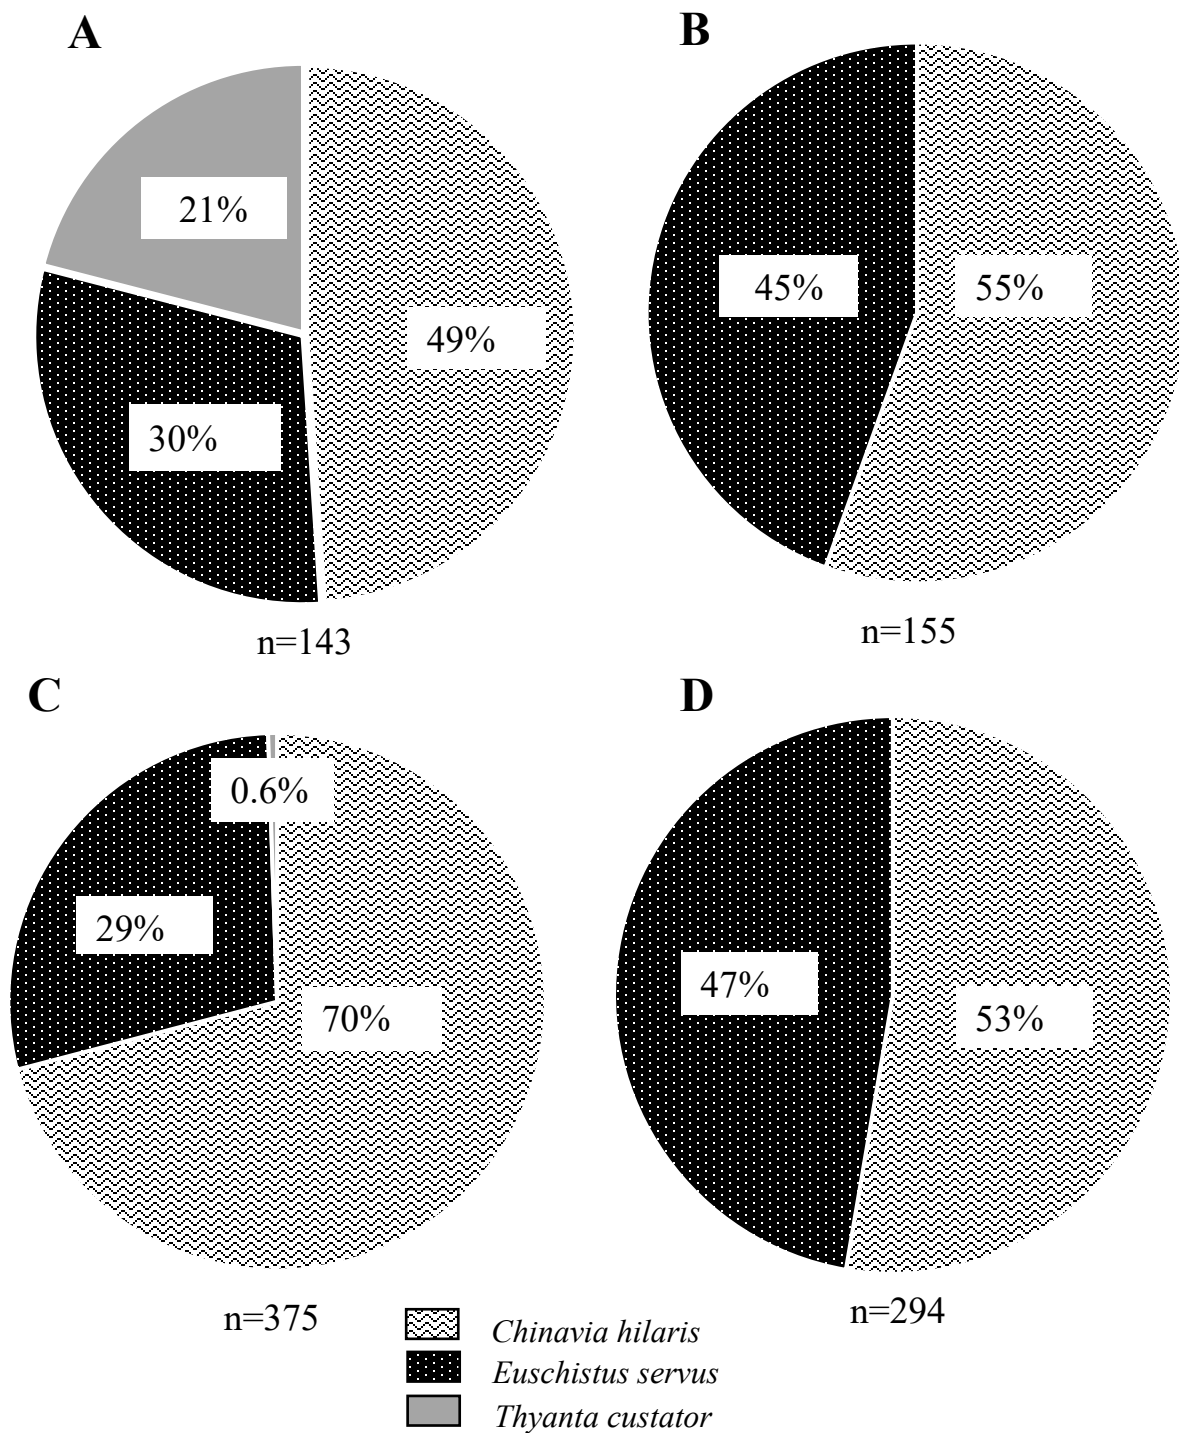 A
21%
49%
30%
n=143
B
45%
55%
n=155
C
0.6%
29%
70%
n=375
D
47%
53%
n=294
Chinavia hilaris
Euschistus servus
Thyanta custator